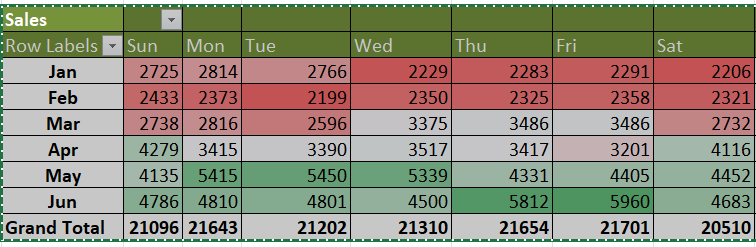 Sales
Row Labels Sun Mon Tue Wed Thu Fri Sat
Jan 2725 2814 2766 2229 2283 2291 2206
Feb 2433 2373 2199 2350 2325 2358 2321
Mar 2738 2816 2596 3375 3486 3486 2732
Apr 4279 3415 3390 3517 3417 3201 4116
May 4135 5415 5450 5339 4331 4405 4452
Jun 4786 4810 4801 4500 5812 5960 4683
Grand Total 21096 21643 21202 21310 21654 21701 20510